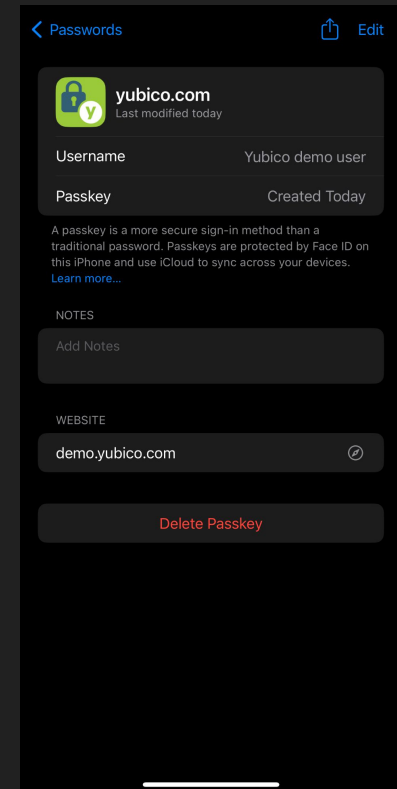 Passwords
Edit
yubico.com
Last modified today
y
Username Yubico demo user
Passkey Created Today
A passkey is a more secure sign-in method than a
traditional password. Passkeys are protected by Face ID on
this iPhone and use iCloud to sync across your devices.
Learn more...
NOTES
Add Notes
WEBSITE
demo.yubico.com
Delete Passkey